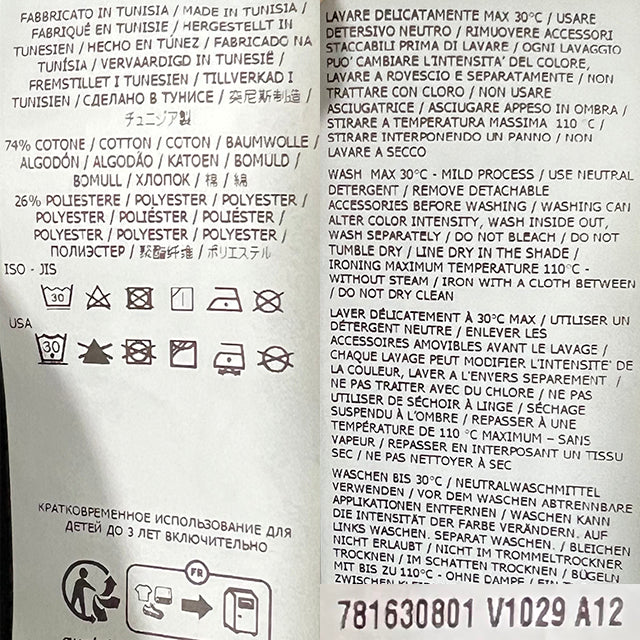 FABBRICATO IN TUNISIA / MADE IN TUNISIA /
FABRIQUÉ EN TUNISIE / HERGESTELLT IN
TUNESIEN / HECHO EN TÚNEZ / FABRICADO NA
TUNÍSIA / VERVAARDIGD IN TUNESIË /
FREMSTILLET I TUNESIEN / TILLVERKAD I
TUNISIEN / СДЕЛАНО В ТУНИСЕ / 突尼斯制造 /
チュニジア製
74% COTONE / COTTON / COTON / BAUMWOLLE /
ALGODÓN / ALGODÃO / KATOEN / BOMULD /
BOMULL / ХЛОПОК / 棉 / 綿
26% POLIESTERE / POLYESTER / POLYESTER /
POLYESTER / POLIÉSTER / POLIÉSTER /
POLYESTER / POLYESTER / POLYESTER /
ПОЛИЭСТЕР / 聚酯纤维 / ポリエステル
ISO - JIS
30
USA
30
КРАТКОВРЕМЕННОЕ ИСПОЛЬЗОВАНИЕ ДЛЯ
ДЕТЕЙ ДО 3 ЛЕТ ВКЛЮЧИТЕЛЬНО
FR
LAVARE DELICATAMENTE MAX 30°C / USARE
DETERSIVO NEUTRO / RIMUOVERE ACCESSORI
STACCABILI PRIMA DI LAVARE / OGNI LAVAGGIO
PUO' CAMBIARE L'INTENSITA' DEL COLORE,
LAVARE A ROVESCIO E SEPARATAMENTE / NON
TRATTARE CON CLORO / NON USARE
ASCIUGATRICE / ASCIUGARE APPESO IN OMBRA /
STIRARE A TEMPERATURA MASSIMA 110 °C /
STIRARE INTERPONENDO UN PANNO / NON
LAVARE A SECCO
WASH MAX 30°C - MILD PROCESS / USE NEUTRAL
DETERGENT / REMOVE DETACHABLE
ACCESSORIES BEFORE WASHING / WASHING CAN
ALTER COLOR INTENSITY, WASH INSIDE OUT,
WASH SEPARATELY / DO NOT BLEACH / DO NOT
TUMBLE DRY / LINE DRY IN THE SHADE /
IRONING MAXIMUM TEMPERATURE 110°C -
WITHOUT STEAM / IRON WITH A CLOTH BETWEEN
/ DO NOT DRY CLEAN
LAVER DÉLICATEMENT À 30°C MAX / UTILISER UN
DÉTERGENT NEUTRE / ENLEVER LES
ACCESSOIRES AMOVIBLES AVANT LE LAVAGE /
CHAQUE LAVAGE PEUT MODIFIER L'INTENSITE' DE
LA COULEUR, LAVER A L'ENVERS SEPAREMENT /
NE PAS TRAITER AVEC DU CHLORE / NE PAS
UTILISER DE SÉCHOIR À LINGE / SÉCHAGE
SUSPENDU À L'OMBRE / REPASSER À UNE
TEMPÉRATURE DE 110 °C MAXIMUM – SANS
VAPEUR / REPASSER EN INTERPOSANT UN TISSU
SEC / NE PAS NETTOYER À SEC
WASCHEN BIS 30°C / NEUTRALWASCHMITTEL
VERWENDEN / VOR DEM WASCHEN ABTRENNBARE
APPLIKATIONEN ENTFERNEN / WASCHEN KANN
DIE INTENSITÄT DER FARBE VERÄNDERN. AUF
LINKS WASCHEN. SEPARAT WASCHEN. / BLEICHEN
NICHT ERLAUBT / NICHT IM TROMMELTROCKNER
TROCKNEN / IM SCHATTEN TROCKNEN / BÜGELN
MIT BIS ZU 110°C - OHNE DAMPF / EIN
ZWISCHEN
781630801 V1029 A12